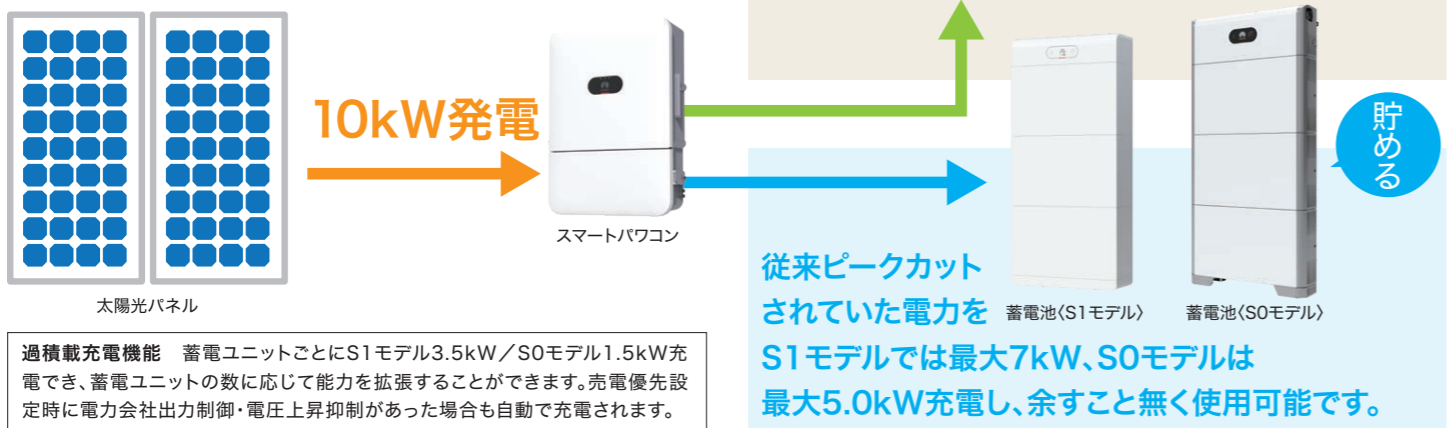 10kW発電
スマートパワコン
太陽光パネル
貯める
従来ピークカット
されていた電力を
蓄電池〈S1モデル〉
蓄電池〈S0モデル〉
S1モデルでは最大7kW、S0モデルは
最大5.0kW充電し、余すこと無く使用可能です。
過積載充電機能　蓄電ユニットごとにS1モデル3.5kW／S0モデル1.5kW充
電でき、蓄電ユニットの数に応じて能力を拡張することができます。売電優先設
定時に電力会社出力制御・電圧上昇抑制があった場合も自動で充電されます。